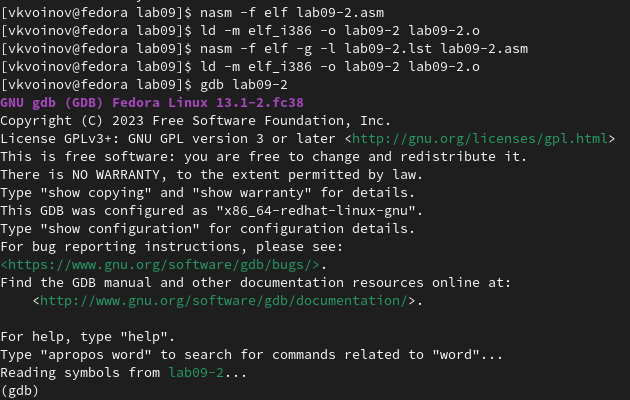 [vkvoinov@fedora lab09]$ nasm -f elf lab09-2.asm
[vkvoinov@fedora lab09]$ ld -m elf_i386 -o lab09-2 lab09-2.o
[vkvoinov@fedora lab09]$ nasm -f elf -g -l lab09-2.lst lab09-2.asm
[vkvoinov@fedora lab09]$ ld -m elf_i386 -o lab09-2 lab09-2.o
[vkvoinov@fedora lab09]$ gdb lab09-2
GNU gdb (GDB) Fedora Linux 13.1-2.fc38
Copyright (C) 2023 Free Software Foundation, Inc.
License GPLv3+: GNU GPL version 3 or later <http://gnu.org/licenses/gpl.html>
This is free software: you are free to change and redistribute it.
There is NO WARRANTY, to the extent permitted by law.
Type "show copying" and "show warranty" for details.
This GDB was configured as "x86_64-redhat-linux-gnu".
Type "show configuration" for configuration details.
For bug reporting instructions, please see:
<https://www.gnu.org/software/gdb/bugs/>.
Find the GDB manual and other documentation resources online at:
    <http://www.gnu.org/software/gdb/documentation/>.

For help, type "help".
Type "apropos word" to search for commands related to "word"...
Reading symbols from lab09-2...
(gdb)